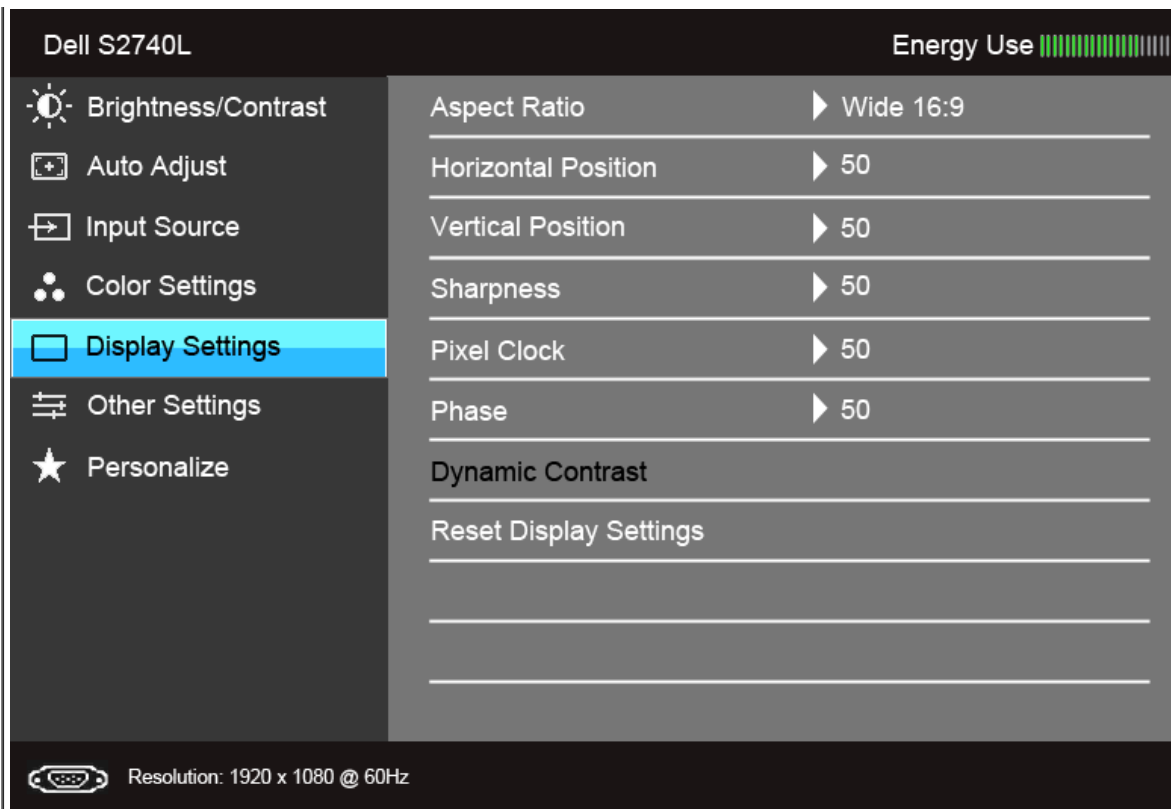 Dell S2740L
Energy Use
Brightness/Contrast
Auto Adjust
Input Source
Color Settings
Display Settings
Other Settings
Personalize
Aspect Ratio Wide 16:9
Horizontal Position 50
Vertical Position 50
Sharpness 50
Pixel Clock 50
Phase 50
Dynamic Contrast
Reset Display Settings
Resolution: 1920 x 1080 @ 60Hz